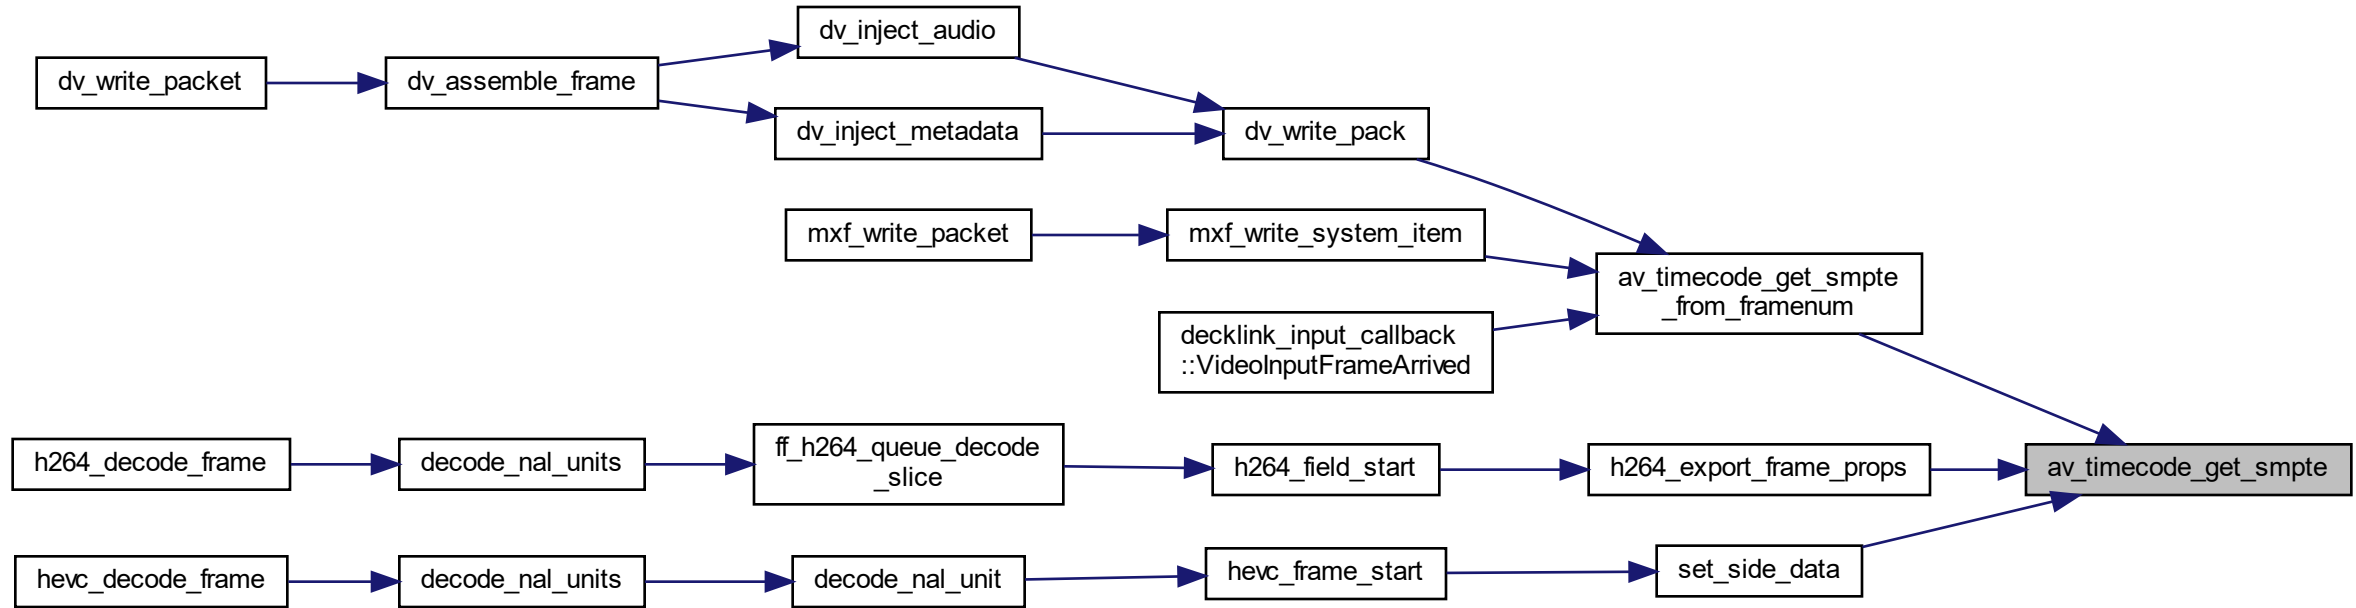 dv_inject_audio
dv_write_packet
dv_assemble_frame
dv_inject_metadata
dv_write_pack
mxf_write_packet
mxf_write_system_item
av_timecode_get_smpte
_from_framenum
decklink_input_callback
::VideoInputFrameArrived
h264_decode_frame
decode_nal_units
ff_h264_queue_decode
_slice
h264_field_start
h264_export_frame_props
av_timecode_get_smpte
hevc_decode_frame
decode_nal_units
decode_nal_unit
hevc_frame_start
set_side_data